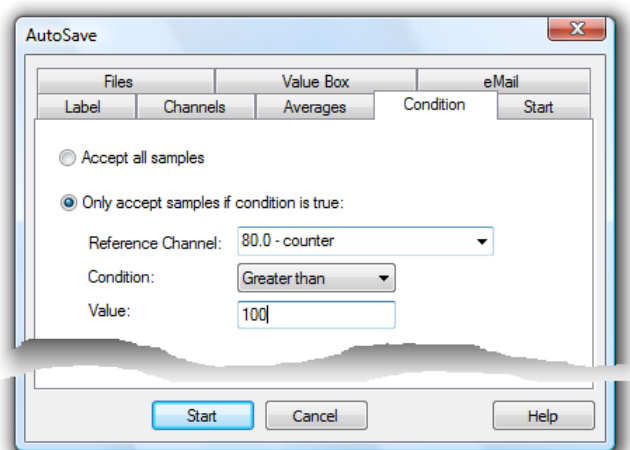 AutoSave
Files Value Box eMail
Label Channels Averages Condition Start
Accept all samples
Only accept samples if condition is true:
Reference Channel: 80.0 - counter
Condition: Greater than
Value: 100
Start Cancel Help